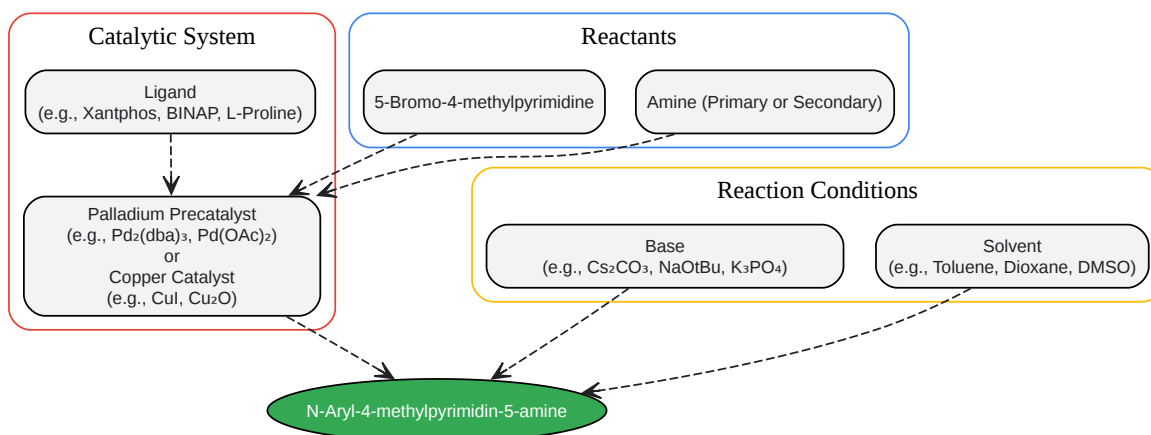 Catalytic System
Ligand
(e.g., Xantphos, BINAP, L-Proline)
Palladium Precatalyst
(e.g., Pd₂(dba)₃, Pd(OAc)₂)
or
Copper Catalyst
(e.g., CuI, Cu₂O)
Reactants
5-Bromo-4-methylpyrimidine
Amine (Primary or Secondary)
Reaction Conditions
Base
(e.g., Cs₂CO₃, NaOtBu, K₃PO₄)
Solvent
(e.g., Toluene, Dioxane, DMSO)
N-Aryl-4-methylpyrimidin-5-amine